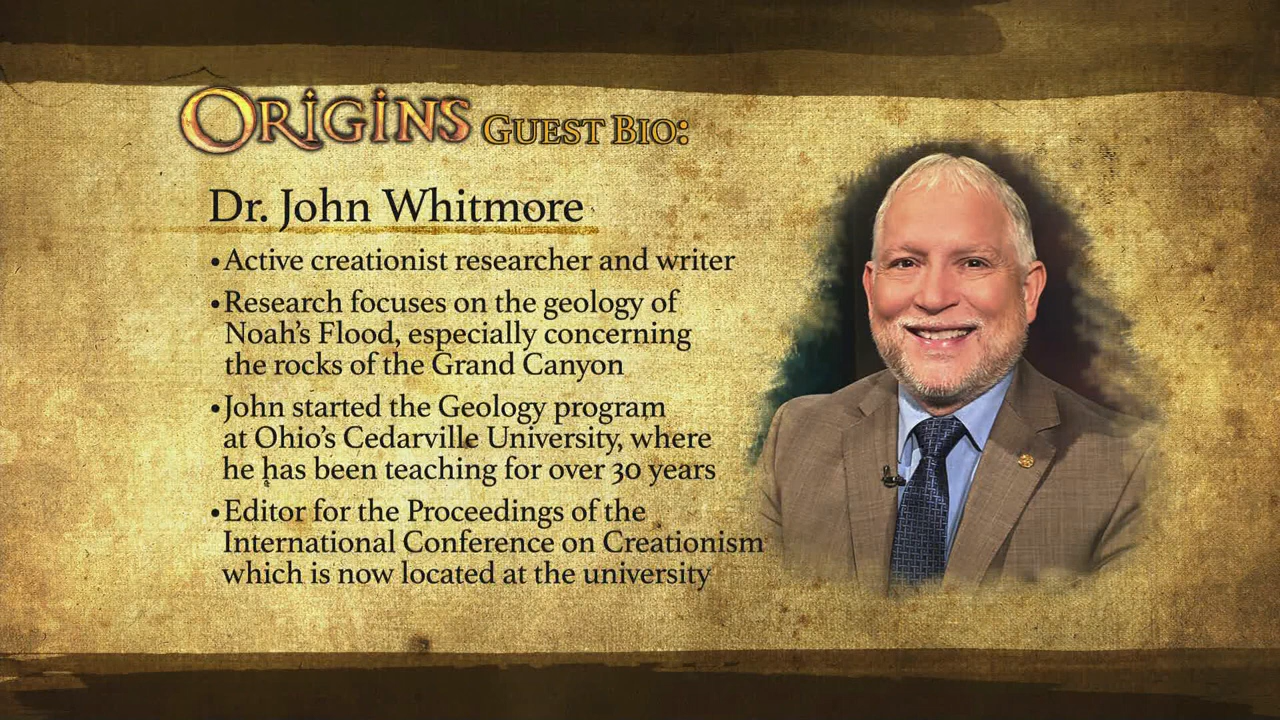 ORiGiNS GUEST BIO:
Dr. John Whitmore
•Active creationist researcher and writer
•Research focuses on the geology of
Noah's Flood, especially concerning
the rocks of the Grand Canyon
•John started the Geology program
at Ohio's Cedarville University, where
he has been teaching for over 30 years
•Editor for the Proceedings of the
International Conference on Creationism
which is now located at the university